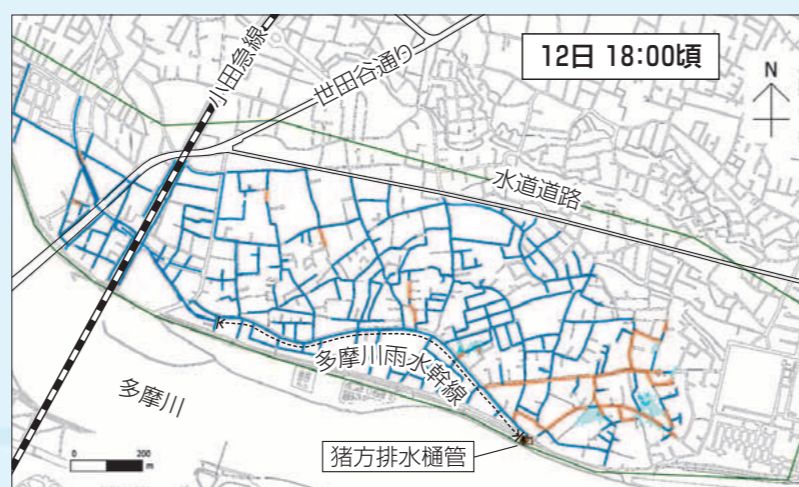 12日 18:00頃
N
小田急線
世田谷通り
水道道路
多摩川雨水幹線
多摩川
猪方排水樋管
0 200
m